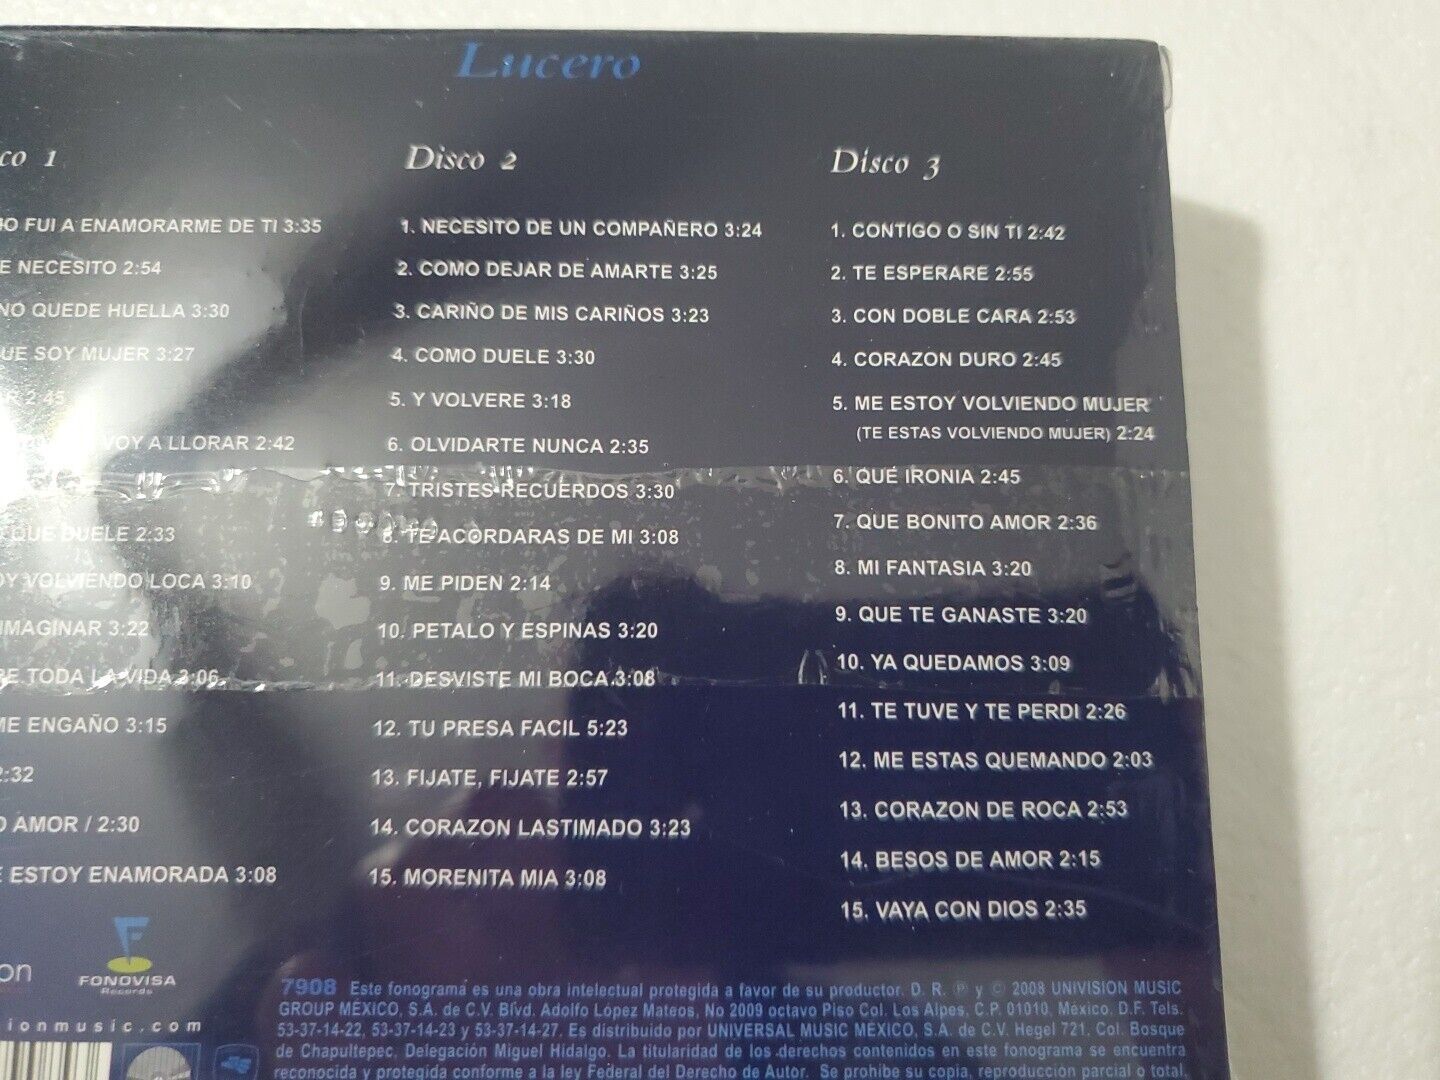 Lucero
co 1
FUI A ENAMORARME DE TI 3:35
E NECESITO 2:54
NO QUEDE HUELLA 3:30
UE SOY MUJER 3:27
2:45
VOY A LLORAR 2:42
QUE DUELE 2:33
OY VOLVIENDO LOCA 3:10
IMAGINAR 3:22
TODA LA VIDA 3:06
ME ENGAÑO 3:15
2:32
O AMOR / 2:30
E ESTOY ENAMORADA 3:08
Disco 2
1. NECESITO DE UN COMPAÑERO 3:24
2. COMO DEJAR DE AMARTE 3:25
3. CARIÑO DE MIS CARIÑOS 3:23
4. COMO DUELE 3:30
5. Y VOLVERE 3:18
6. OLVIDARTE NUNCA 2:35
7. TRISTES RECUERDOS 3:30
8. TE ACORDARAS DE MI 3:08
9. ME PIDEN 2:14
10. PETALO Y ESPINAS 3:20
11. DESVISTE MI BOCA 3:08
12. TU PRESA FACIL 5:23
13. FIJATE, FIJATE 2:57
14. CORAZON LASTIMADO 3:23
15. MORENITA MIA 3:08
Disco 3
1. CONTIGO O SIN TI 2:42
2. TE ESPERARE 2:55
3. CON DOBLE CARA 2:53
4. CORAZON DURO 2:45
5. ME ESTOY VOLVIENDO MUJER
(TE ESTAS VOLVIENDO MUJER) 2:24
6. QUÉ IRONIA 2:45
7. QUE BONITO AMOR 2:36
8. MI FANTASIA 3:20
9. QUE TE GANASTE 3:20
10. YA QUEDAMOS 3:09
11. TE TUVE Y TE PERDI 2:26
12. ME ESTAS QUEMANDO 2:03
13. CORAZON DE ROCA 2:53
14. BESOS DE AMOR 2:15
15. VAYA CON DIOS 2:35
on
FONOVISA
Records
ionmusic.com
7908 Este fonograma es una obra intelectual protegida a favor de su productor. D. R. Ⓟ y © 2008 UNIVISION MUSIC
GROUP MÉXICO, S.A. de C.V. Blvd. Adolfo López Mateos, No 2009 octavo Piso Col. Los Alpes, C.P. 01010, México. D.F. Tels.
53-37-14-22, 53-37-14-23 y 53-37-14-27. Es distribuido por UNIVERSAL MUSIC MÉXICO, S.A. de C.V. Hegel 721, Col. Bosque
de Chapultepec, Delegación Miguel Hidalgo. La titularidad de los derechos contenidos en este fonograma se encuentra
reconocida y protegida conforme a la ley Federal del Derecho de Autor. Se prohibe su copia, reproducción parcial o total,